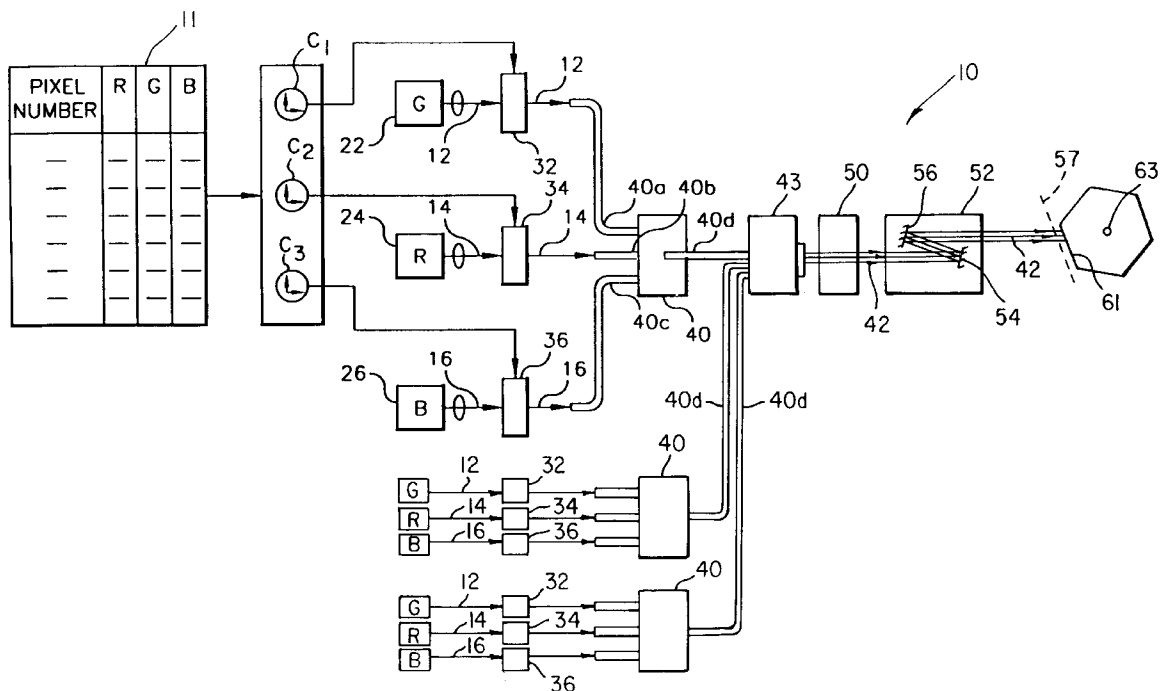 11
PIXEL NUMBER R G B
C1
C2
C3
G
22
12
32
12
R
24
14
34
14
B
26
16
36
16
40a
40b
40c
40d
40
43
50
42
56
52
54
57
42
61
63
10
40d 40d
G 12 32
R 14 34
B 16 36
40
G 12 32
R 14 34
B 16 36
40